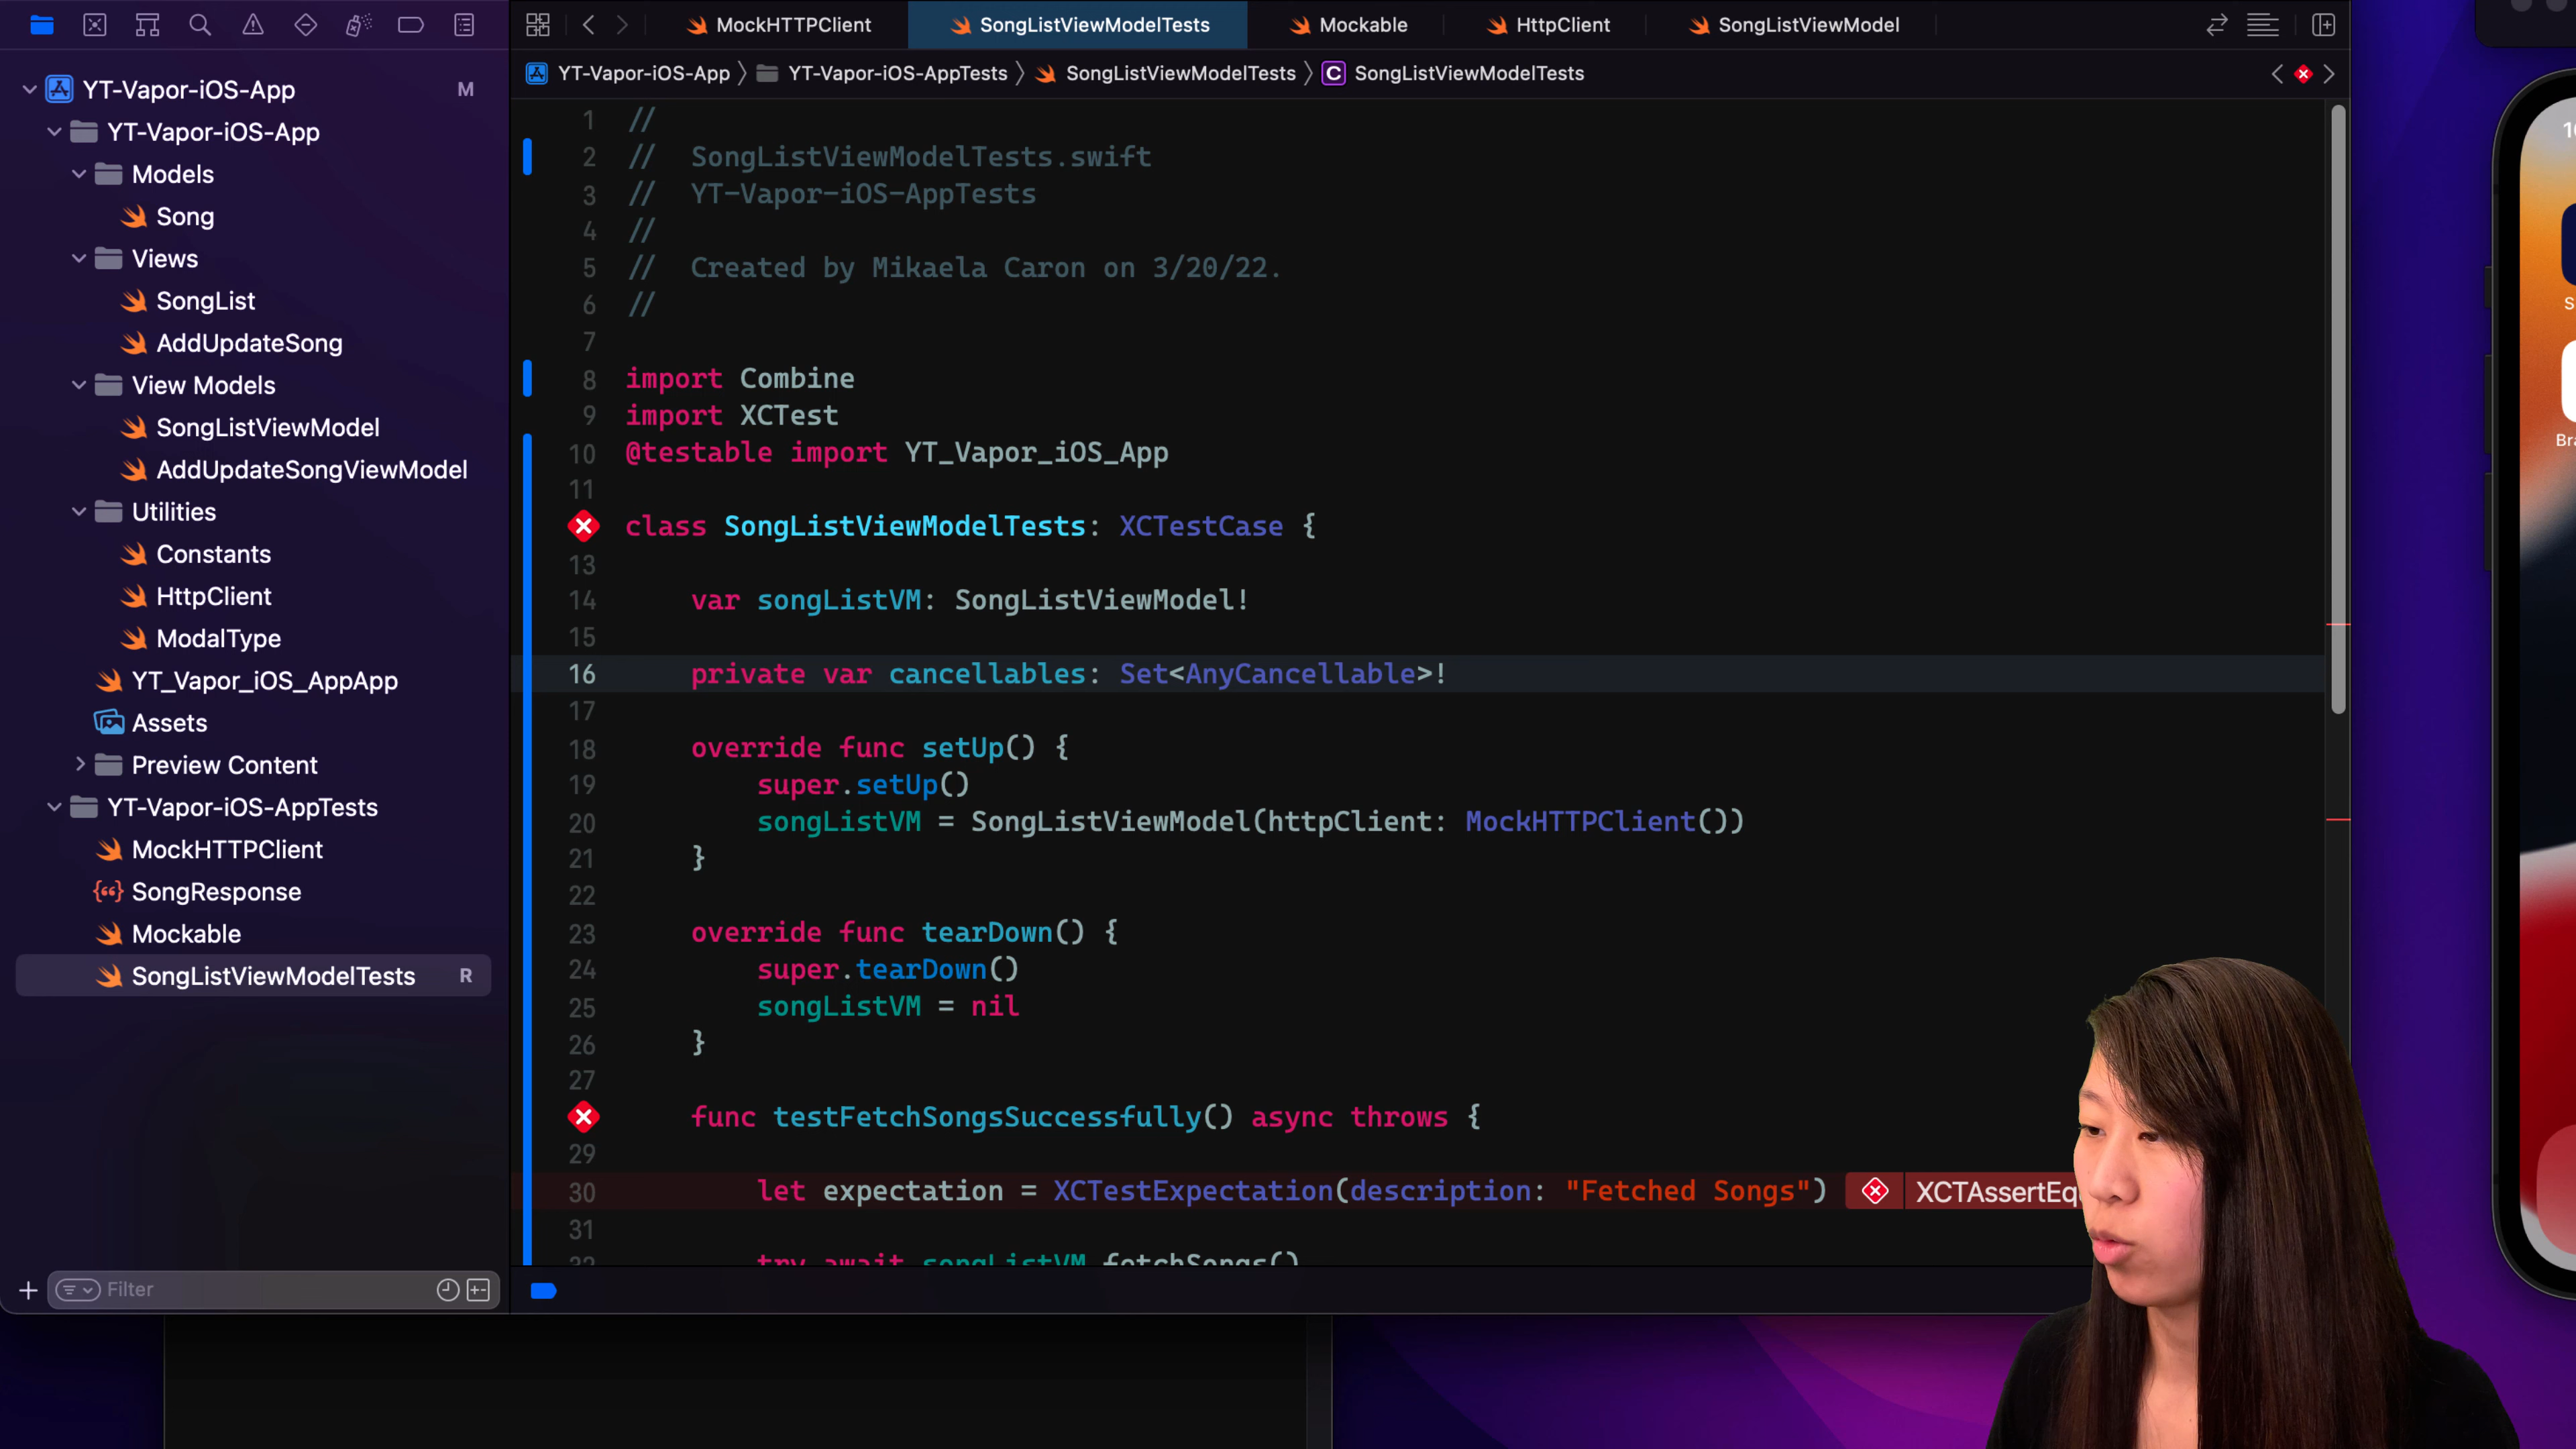 MockHTTPClient
SongListViewModelTests
Mockable
HttpClient
SongListViewModel
YT-Vapor-iOS-App
YT-Vapor-iOS-AppTests
SongListViewModelTests
C SongListViewModelTests
YT-Vapor-iOS-App M
YT-Vapor-iOS-App
Models
Song
Views
SongList
AddUpdateSong
View Models
SongListViewModel
AddUpdateSongViewModel
Utilities
Constants
HttpClient
ModalType
YT_Vapor_iOS_AppApp
Assets
Preview Content
YT-Vapor-iOS-AppTests
MockHTTPClient
SongResponse
Mockable
SongListViewModelTests R
Filter
1 //
2 // SongListViewModelTests.swift
3 // YT-Vapor-iOS-AppTests
4 //
5 // Created by Mikaela Caron on 3/20/22.
6 //
7
8 import Combine
9 import XCTest
10 @testable import YT_Vapor_iOS_App
11
class SongListViewModelTests: XCTestCase {
13
14 var songListVM: SongListViewModel!
15
16 private var cancellables: Set<AnyCancellable>!
17
18 override func setUp() {
19 super.setUp()
20 songListVM = SongListViewModel(httpClient: MockHTTPClient())
21 }
22
23 override func tearDown() {
24 super.tearDown()
25 songListVM = nil
26 }
27
func testFetchSongsSuccessfully() async throws {
29
30 let expectation = XCTestExpectation(description: "Fetched Songs") XCTAssertEq
31
32 try await songListVM.fetchSongs()